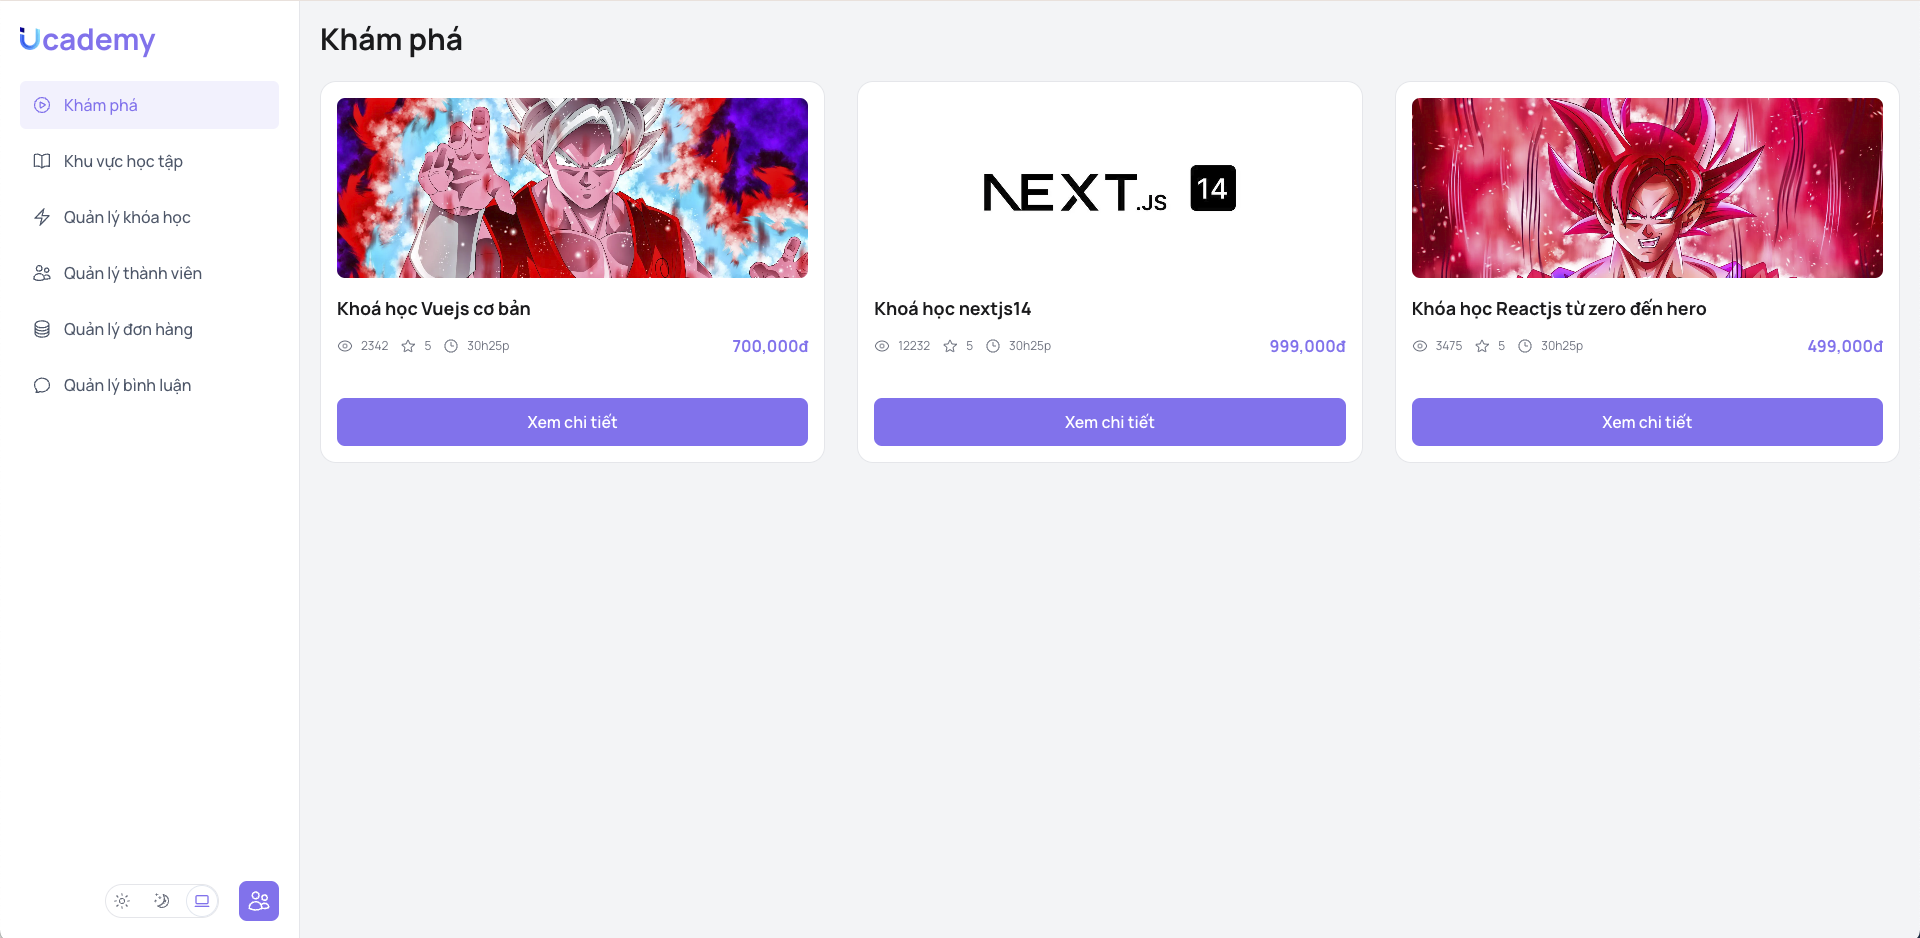 Ucademy
Khám phá
Khu vực học tập
Quản lý khóa học
Quản lý thành viên
Quản lý đơn hàng
Quản lý bình luận
Khám phá
Khoá học Vuejs cơ bản
2342 5 30h25p 700,000đ
Xem chi tiết
NEXT.JS 14
Khoá học nextjs14
12232 5 30h25p 999,000đ
Xem chi tiết
Khóa học Reactjs từ zero đến hero
3475 5 30h25p 499,000đ
Xem chi tiết